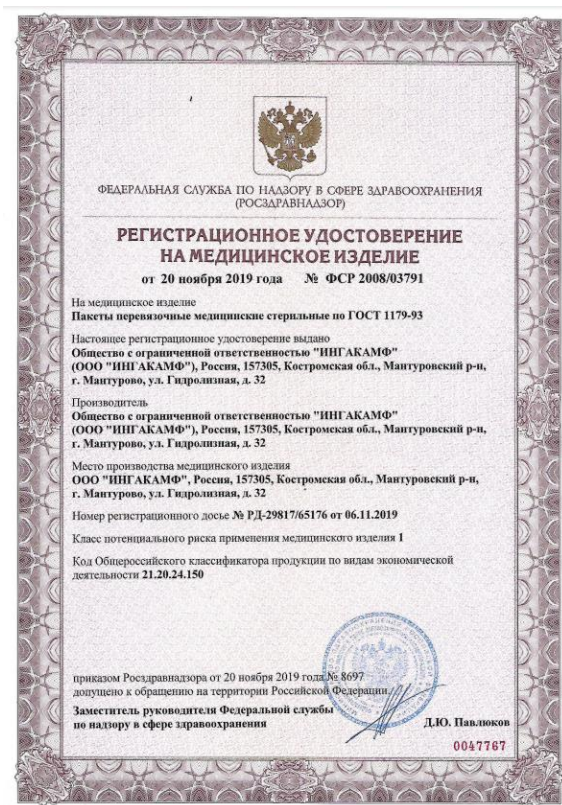 ФЕДЕРАЛЬНАЯ СЛУЖБА ПО НАДЗОРУ В СФЕРЕ ЗДРАВООХРАНЕНИЯ
(РОСЗДРАВНАДЗОР)
РЕГИСТРАЦИОННОЕ УДОСТОВЕРЕНИЕ
НА МЕДИЦИНСКОЕ ИЗДЕЛИЕ
от 20 ноября 2019 года № ФСР 2008/03791
На медицинское изделие
Пакеты перевязочные медицинские стерильные по ГОСТ 1179-93
Настоящее регистрационное удостоверение выдано
Общество с ограниченной ответственностью "ИНГАКАМФ"
(ООО "ИНГАКАМФ"), Россия, 157305, Костромская обл., Мантуровский р-н,
г. Мантурово, ул. Гидролизная, д. 32
Производитель
Общество с ограниченной ответственностью "ИНГАКАМФ"
(ООО "ИНГАКАМФ"), Россия, 157305, Костромская обл., Мантуровский р-н,
г. Мантурово, ул. Гидролизная, д. 32
Место производства медицинского изделия
ООО "ИНГАКАМФ", Россия, 157305, Костромская обл., Мантуровский р-н,
г. Мантурово, ул. Гидролизная, д. 32
Номер регистрационного досье № РД-29817/65176 от 06.11.2019
Класс потенциального риска применения медицинского изделия 1
Код Общероссийского классификатора продукции по видам экономической
деятельности 21.20.24.150
приказом Росздравнадзора от 20 ноября 2019 года № 8697
допущено к обращению на территории Российской Федерации.
Заместитель руководителя Федеральной службы
по надзору в сфере здравоохранения
Д.Ю. Павлюков
0047767